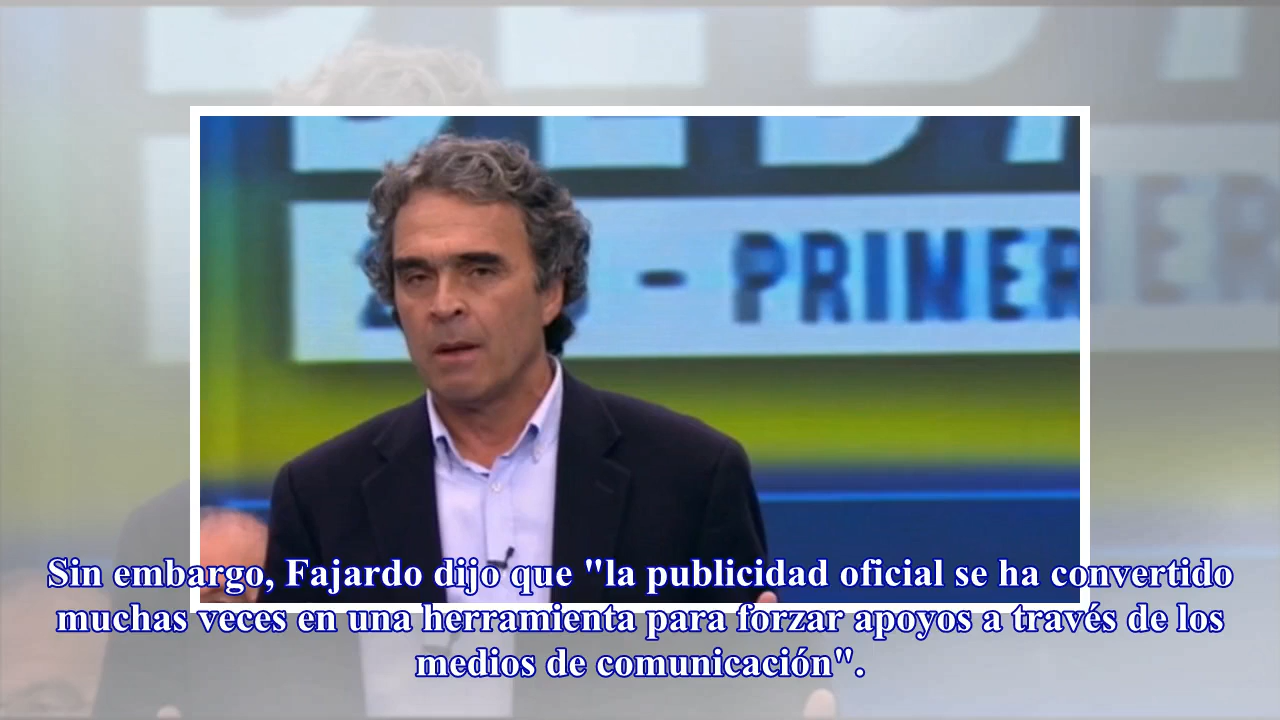 - PRIMER
Sin embargo, Fajardo dijo que "la publicidad oficial se ha convertido
muchas veces en una herramienta para forzar apoyos a través de los
medios de comunicación".